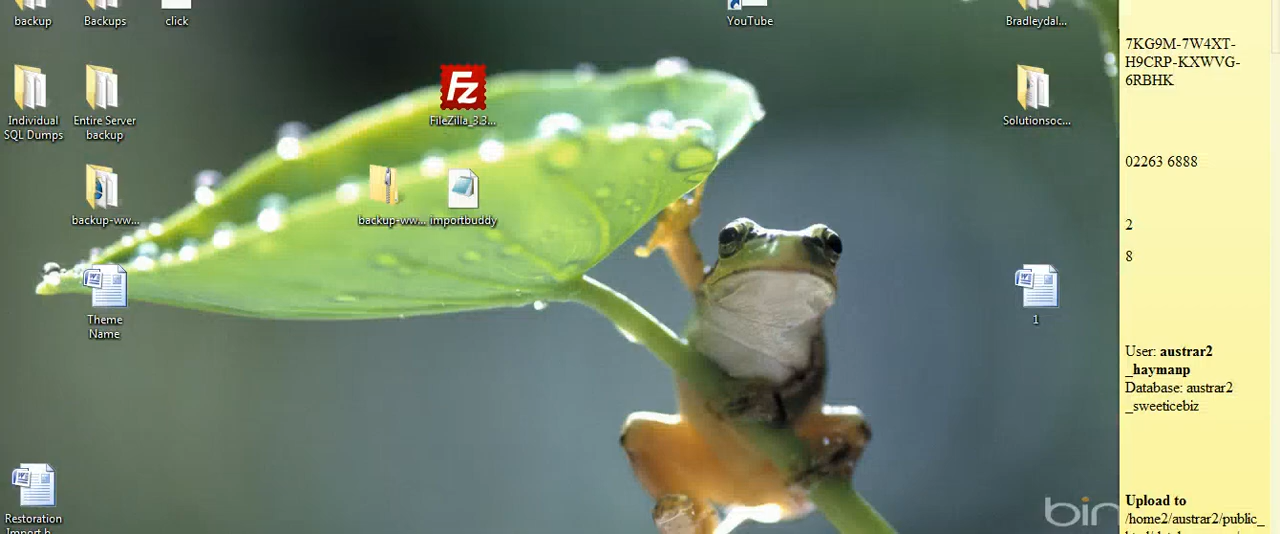 backup
Backups
click
YouTube
Bradleydal...
Individual
SQL Dumps
Entire Server
backup
Fz
FileZilla_3.3...
Solutionsoc...
backup-ww...
backup-ww...
importbuddy
Theme
Name
1
Restoration
bing
7KG9M-7W4XT-
H9CRP-KXWVG-
6RBHK
02263 6888
2
8
User: austrar2
_haymanp
Database: austrar2
_sweeticebiz
Upload to
/home2/austrar2/public_